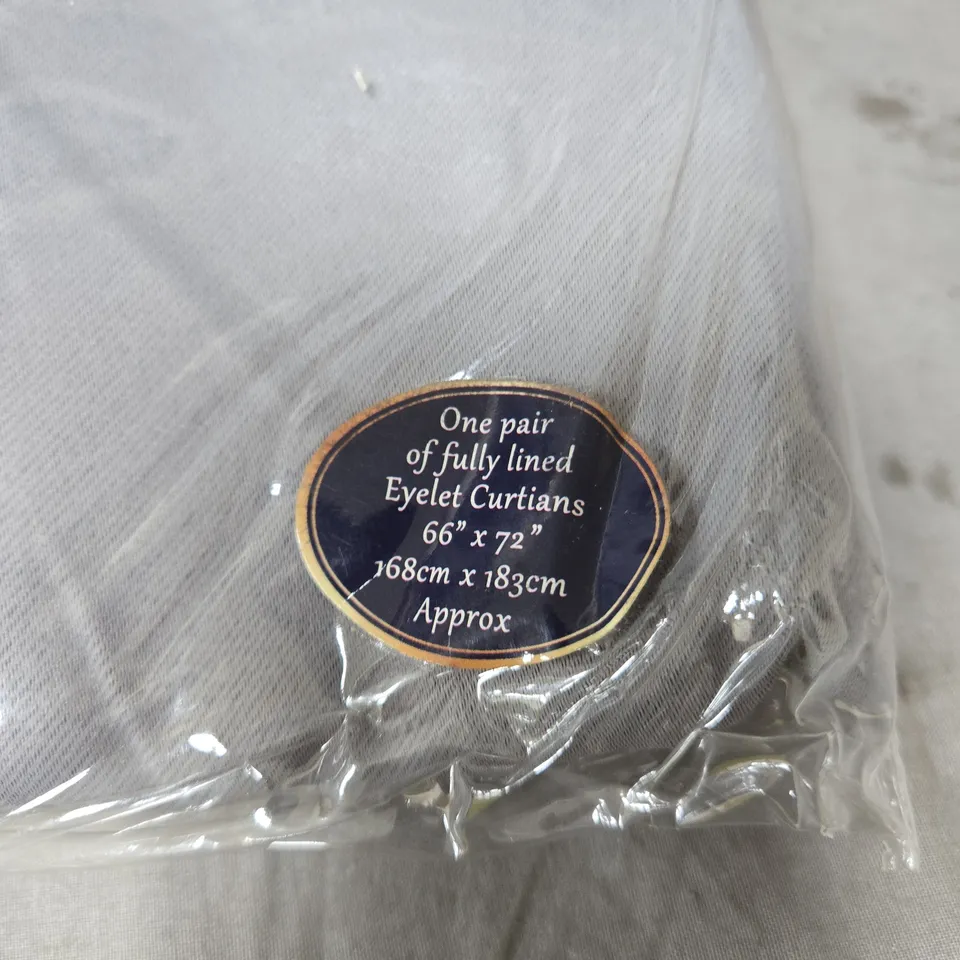 One pair
of fully lined
Eyelet Curtians
66” x 72”
168cm x 183cm
Approx